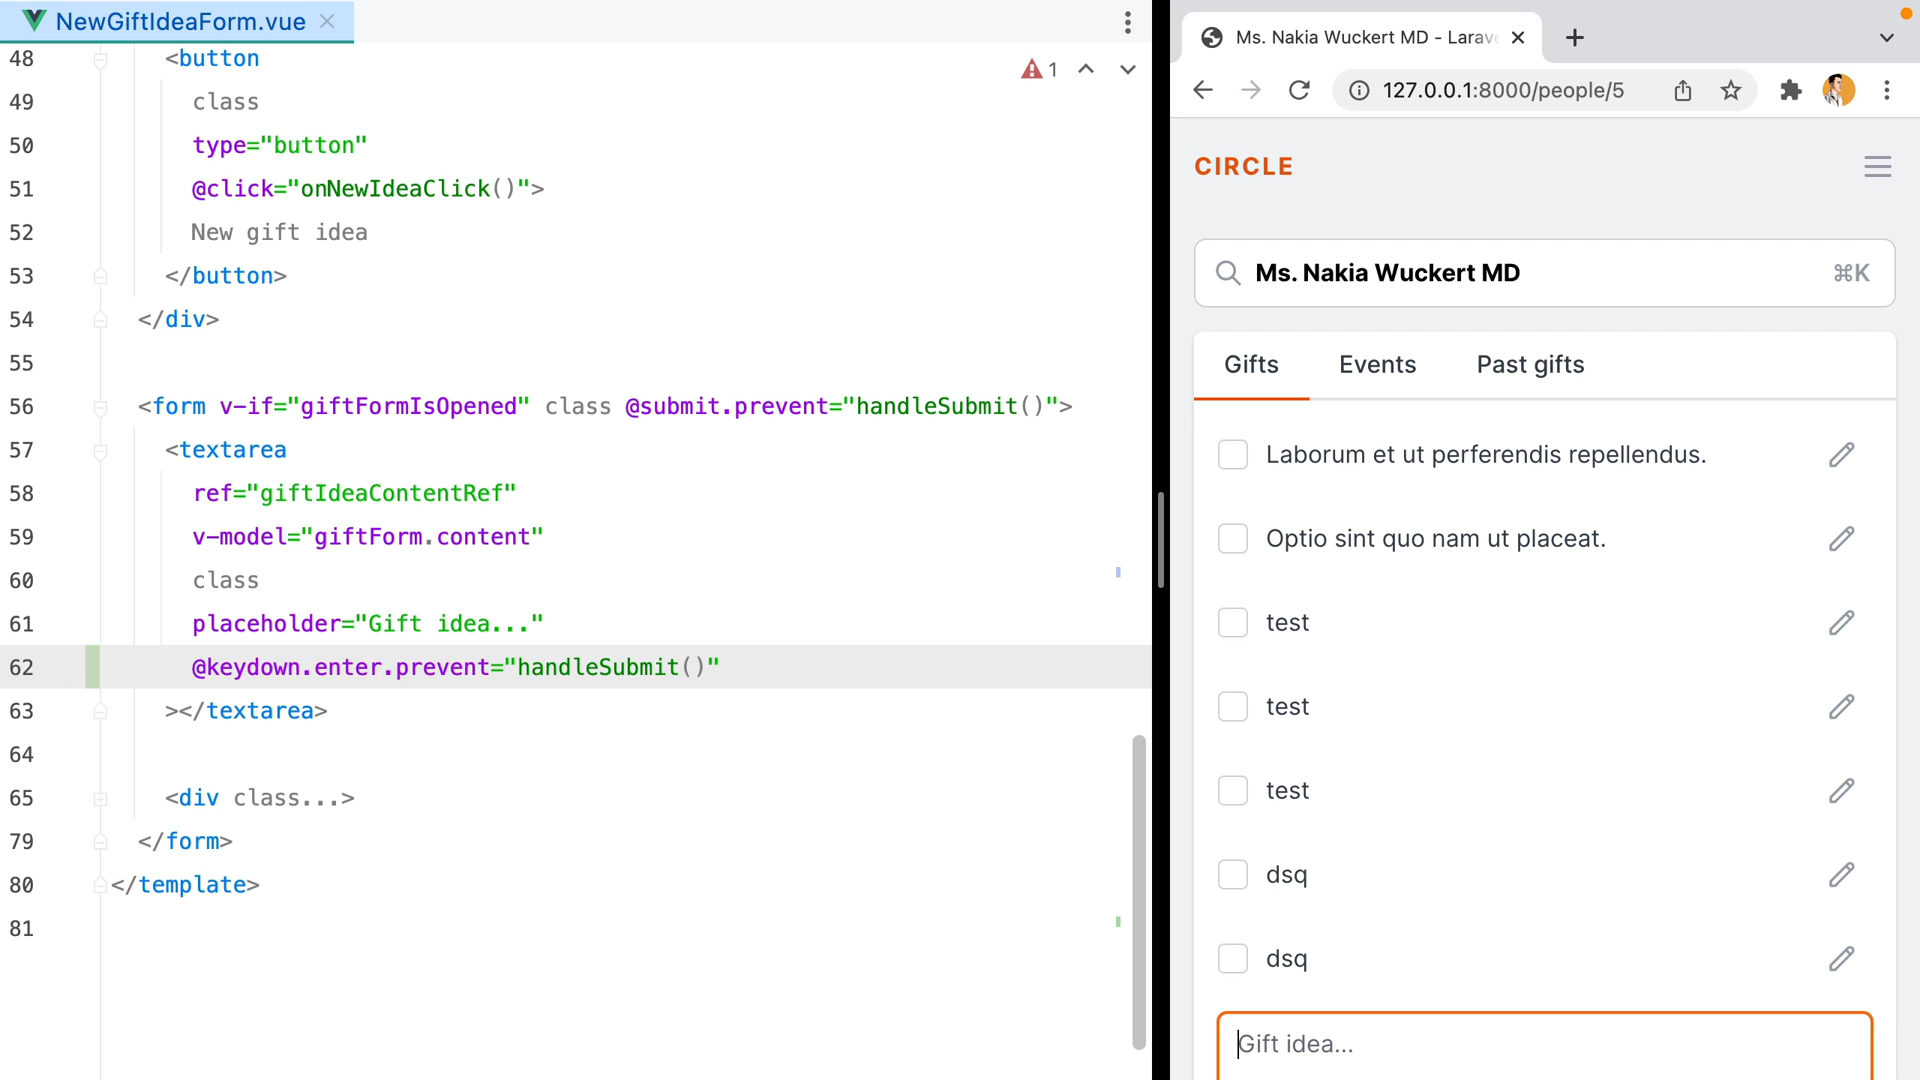 NewGiftIdeaForm.vue
48 <button
49 class
50 type="button"
51 @click="onNewIdeaClick()">
52 New gift idea
53 </button>
54 </div>
55
56 <form v-if="giftFormIsOpened" class @submit.prevent="handleSubmit()">
57 <textarea
58 ref="giftIdeaContentRef"
59 v-model="giftForm.content"
60 class
61 placeholder="Gift idea..."
62 @keydown.enter.prevent="handleSubmit()"
63 ></textarea>
64
65 <div class...>
79 </form>
80 </template>
81
1
Ms. Nakia Wuckert MD - Larave
127.0.0.1:8000/people/5
CIRCLE
Ms. Nakia Wuckert MD ⌘K
Gifts Events Past gifts
Laborum et ut perferendis repellendus.
Optio sint quo nam ut placeat.
test
test
test
dsq
dsq
Gift idea...